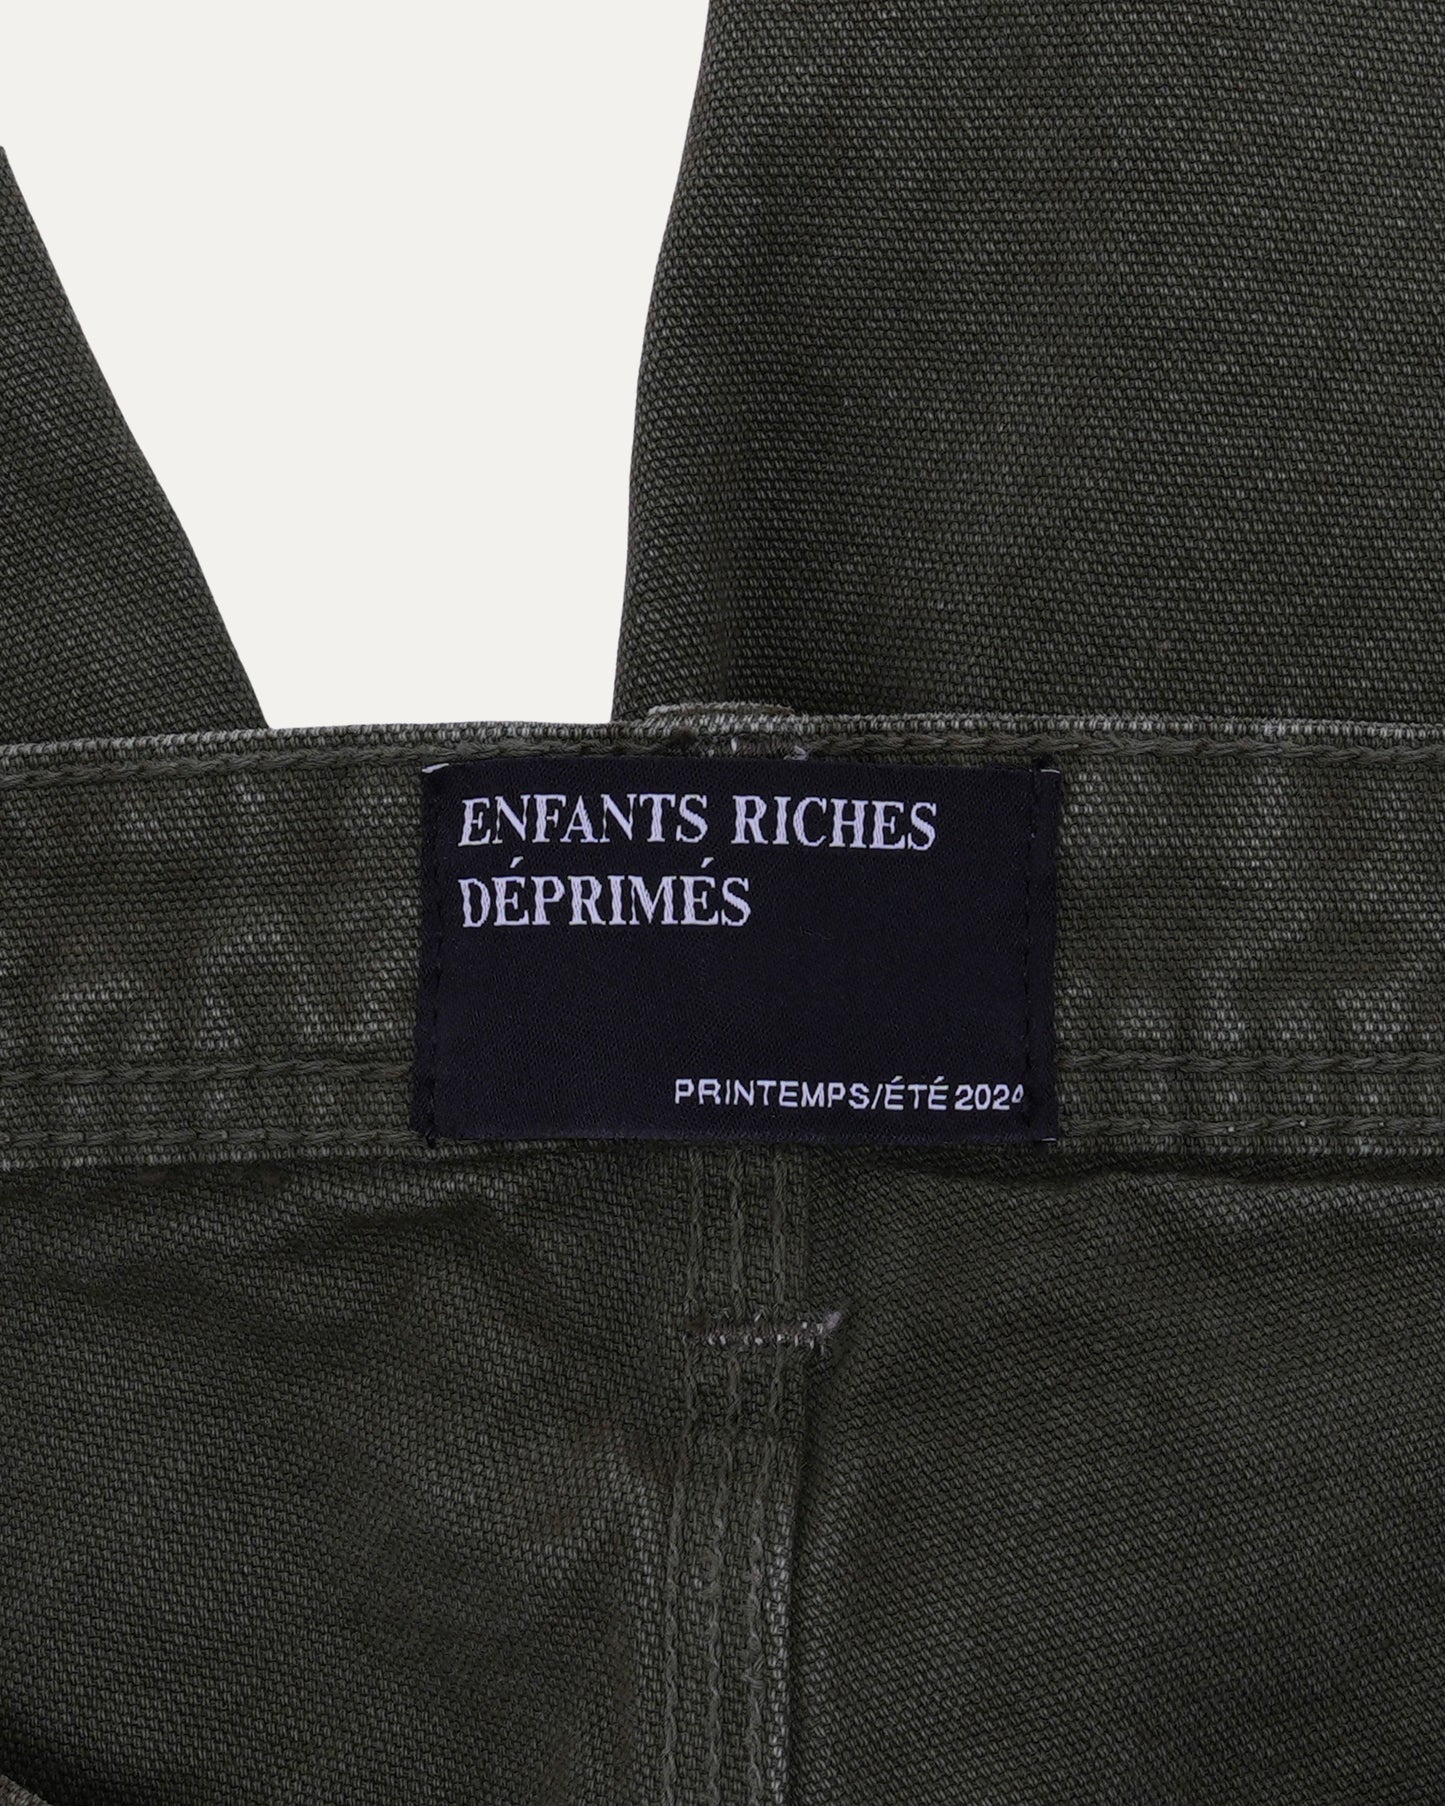 ENFANTS RICHES
DÉPRIMÉS
PRINTEMPS/ÉTÉ 2024